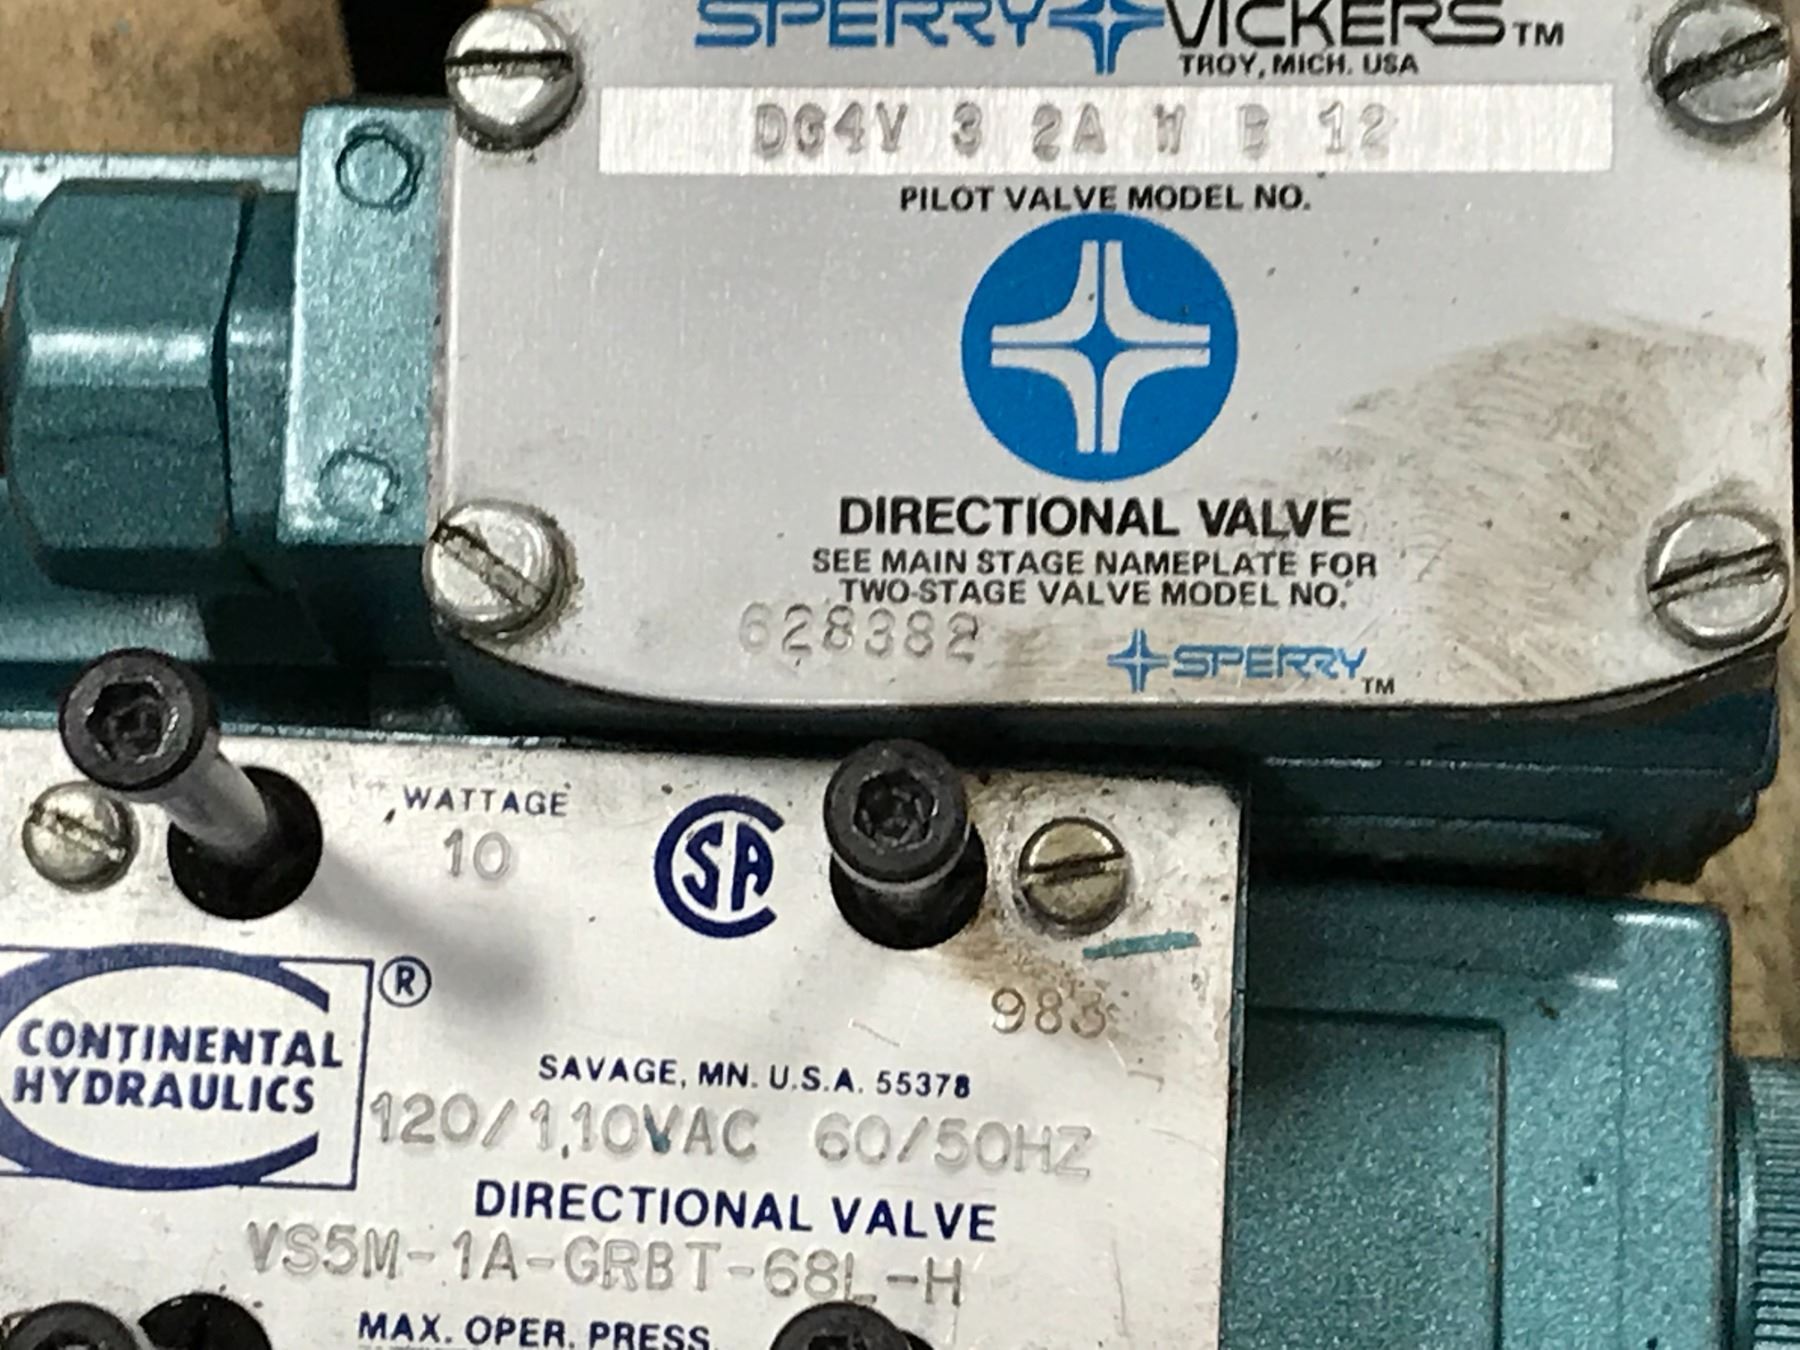 SPERRY VICKERS TM
TROY, MICH. USA
DG4V 3 2A W B 12
PILOT VALVE MODEL NO.
DIRECTIONAL VALVE
SEE MAIN STAGE NAMEPLATE FOR
TWO-STAGE VALVE MODEL NO.
628382
SPERRY TM
WATTAGE
10
CSA
983
CONTINENTAL
HYDRAULICS
®
SAVAGE, MN. U.S.A. 55378
120/110VAC 60/50HZ
DIRECTIONAL VALVE
VS5M-1A-GRBT-68L-H
MAX. OPER. PRESS.